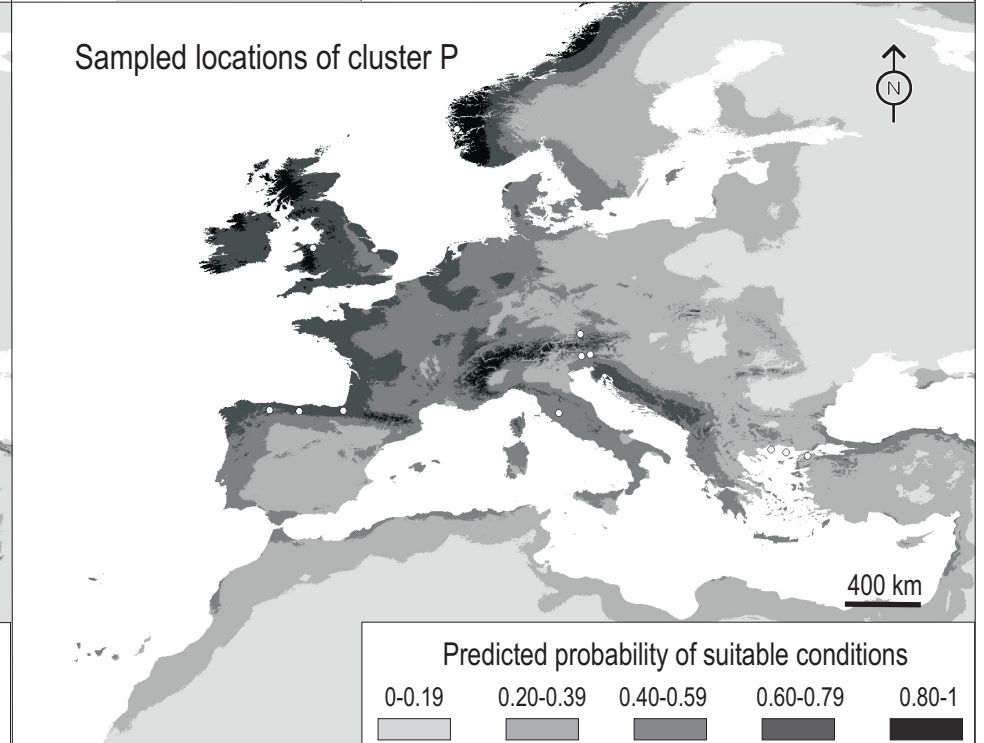 Sampled locations of cluster P
N
400 km
Predicted probability of suitable conditions
0-0.19 0.20-0.39 0.40-0.59 0.60-0.79 0.80-1